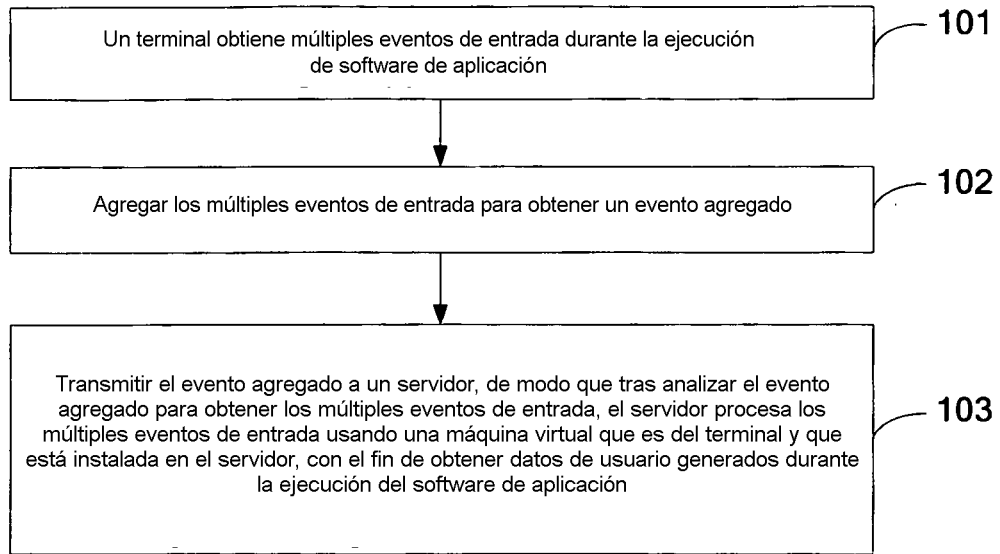 Un terminal obtiene múltiples eventos de entrada durante la ejecución
de software de aplicación
101
Agregar los múltiples eventos de entrada para obtener un evento agregado
102
Transmitir el evento agregado a un servidor, de modo que tras analizar el evento
agregado para obtener los múltiples eventos de entrada, el servidor procesa los
múltiples eventos de entrada usando una máquina virtual que es del terminal y que
está instalada en el servidor, con el fin de obtener datos de usuario generados durante
la ejecución del software de aplicación
103